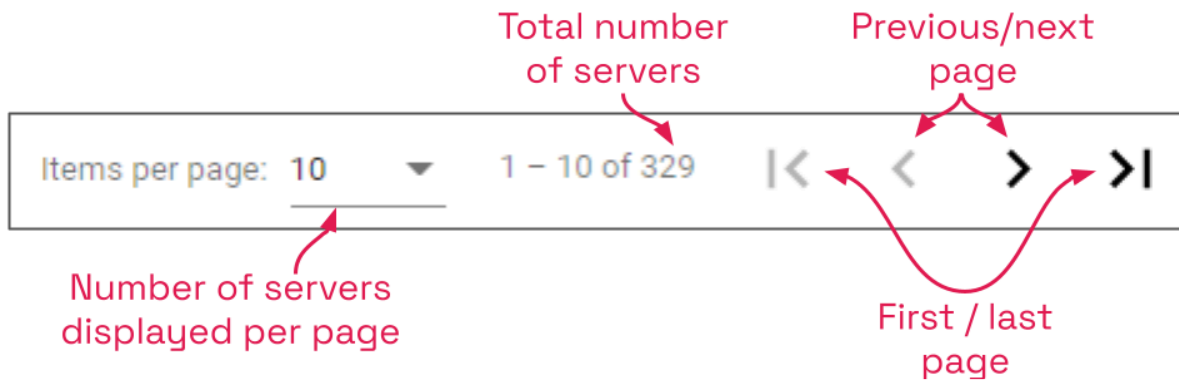 Total number
of servers
Previous/next
page
Items per page: 10 1 – 10 of 329
Number of servers
displayed per page
First / last
page